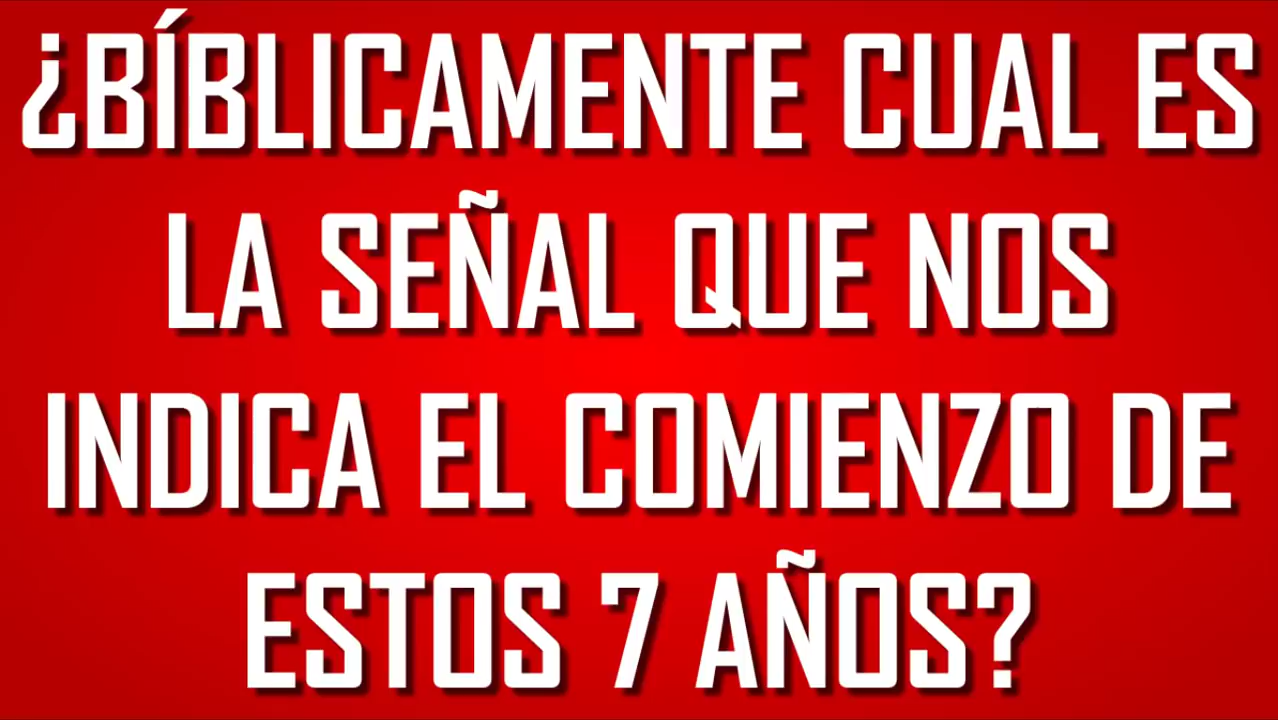 ¿BÍBLICAMENTE CUAL ES
LA SEÑAL QUE NOS
INDICA EL COMIENZO DE
ESTOS 7 AÑOS?